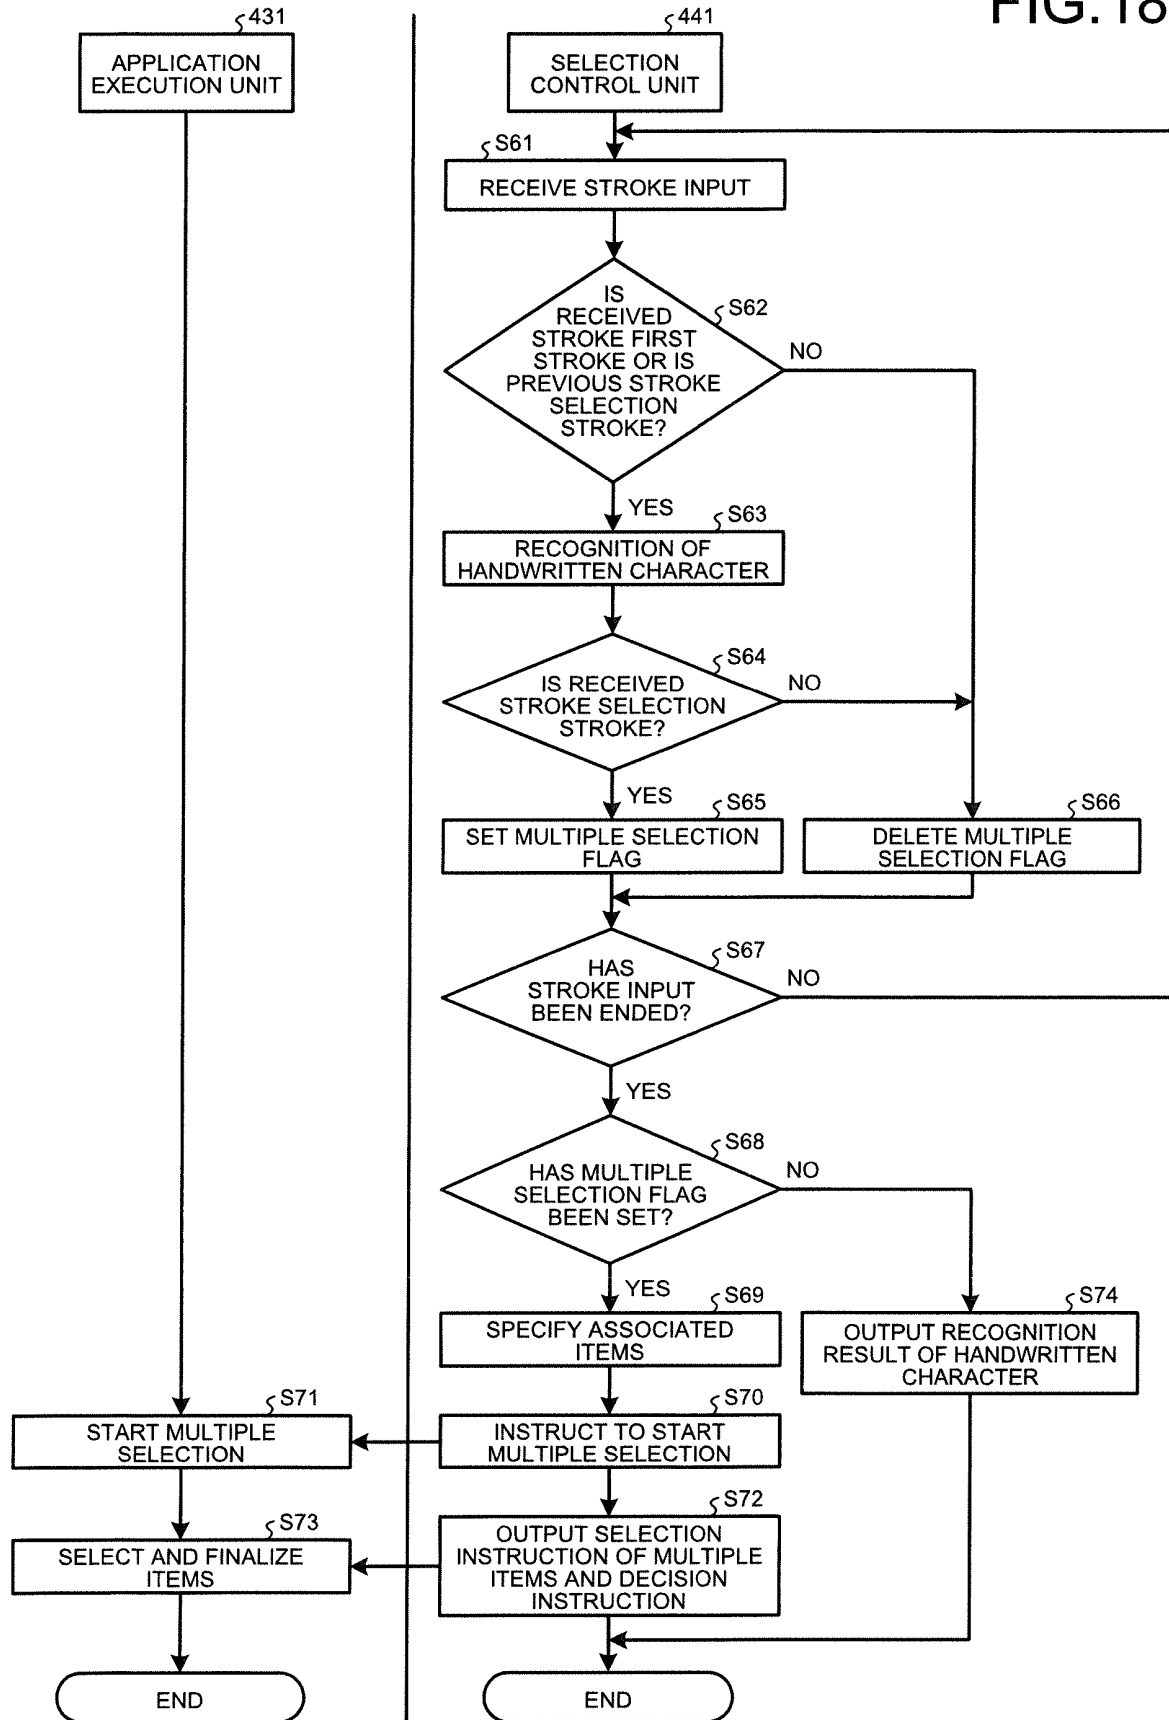 FIG.18
431
APPLICATION
EXECUTION UNIT
441
SELECTION
CONTROL UNIT
S61
RECEIVE STROKE INPUT
S62
IS
RECEIVED
STROKE FIRST
STROKE OR IS
PREVIOUS STROKE
SELECTION
STROKE?
NO
YES
S63
RECOGNITION OF
HANDWRITTEN CHARACTER
S64
IS RECEIVED
STROKE SELECTION
STROKE?
NO
YES
S65
SET MULTIPLE SELECTION
FLAG
S66
DELETE MULTIPLE
SELECTION FLAG
S67
HAS
STROKE INPUT
BEEN ENDED?
NO
YES
S68
HAS MULTIPLE
SELECTION FLAG
BEEN SET?
NO
YES
S69
SPECIFY ASSOCIATED
ITEMS
S74
OUTPUT RECOGNITION
RESULT OF HANDWRITTEN
CHARACTER
S71
START MULTIPLE
SELECTION
S70
INSTRUCT TO START
MULTIPLE SELECTION
S73
SELECT AND FINALIZE
ITEMS
S72
OUTPUT SELECTION
INSTRUCTION OF MULTIPLE
ITEMS AND DECISION
INSTRUCTION
END
END